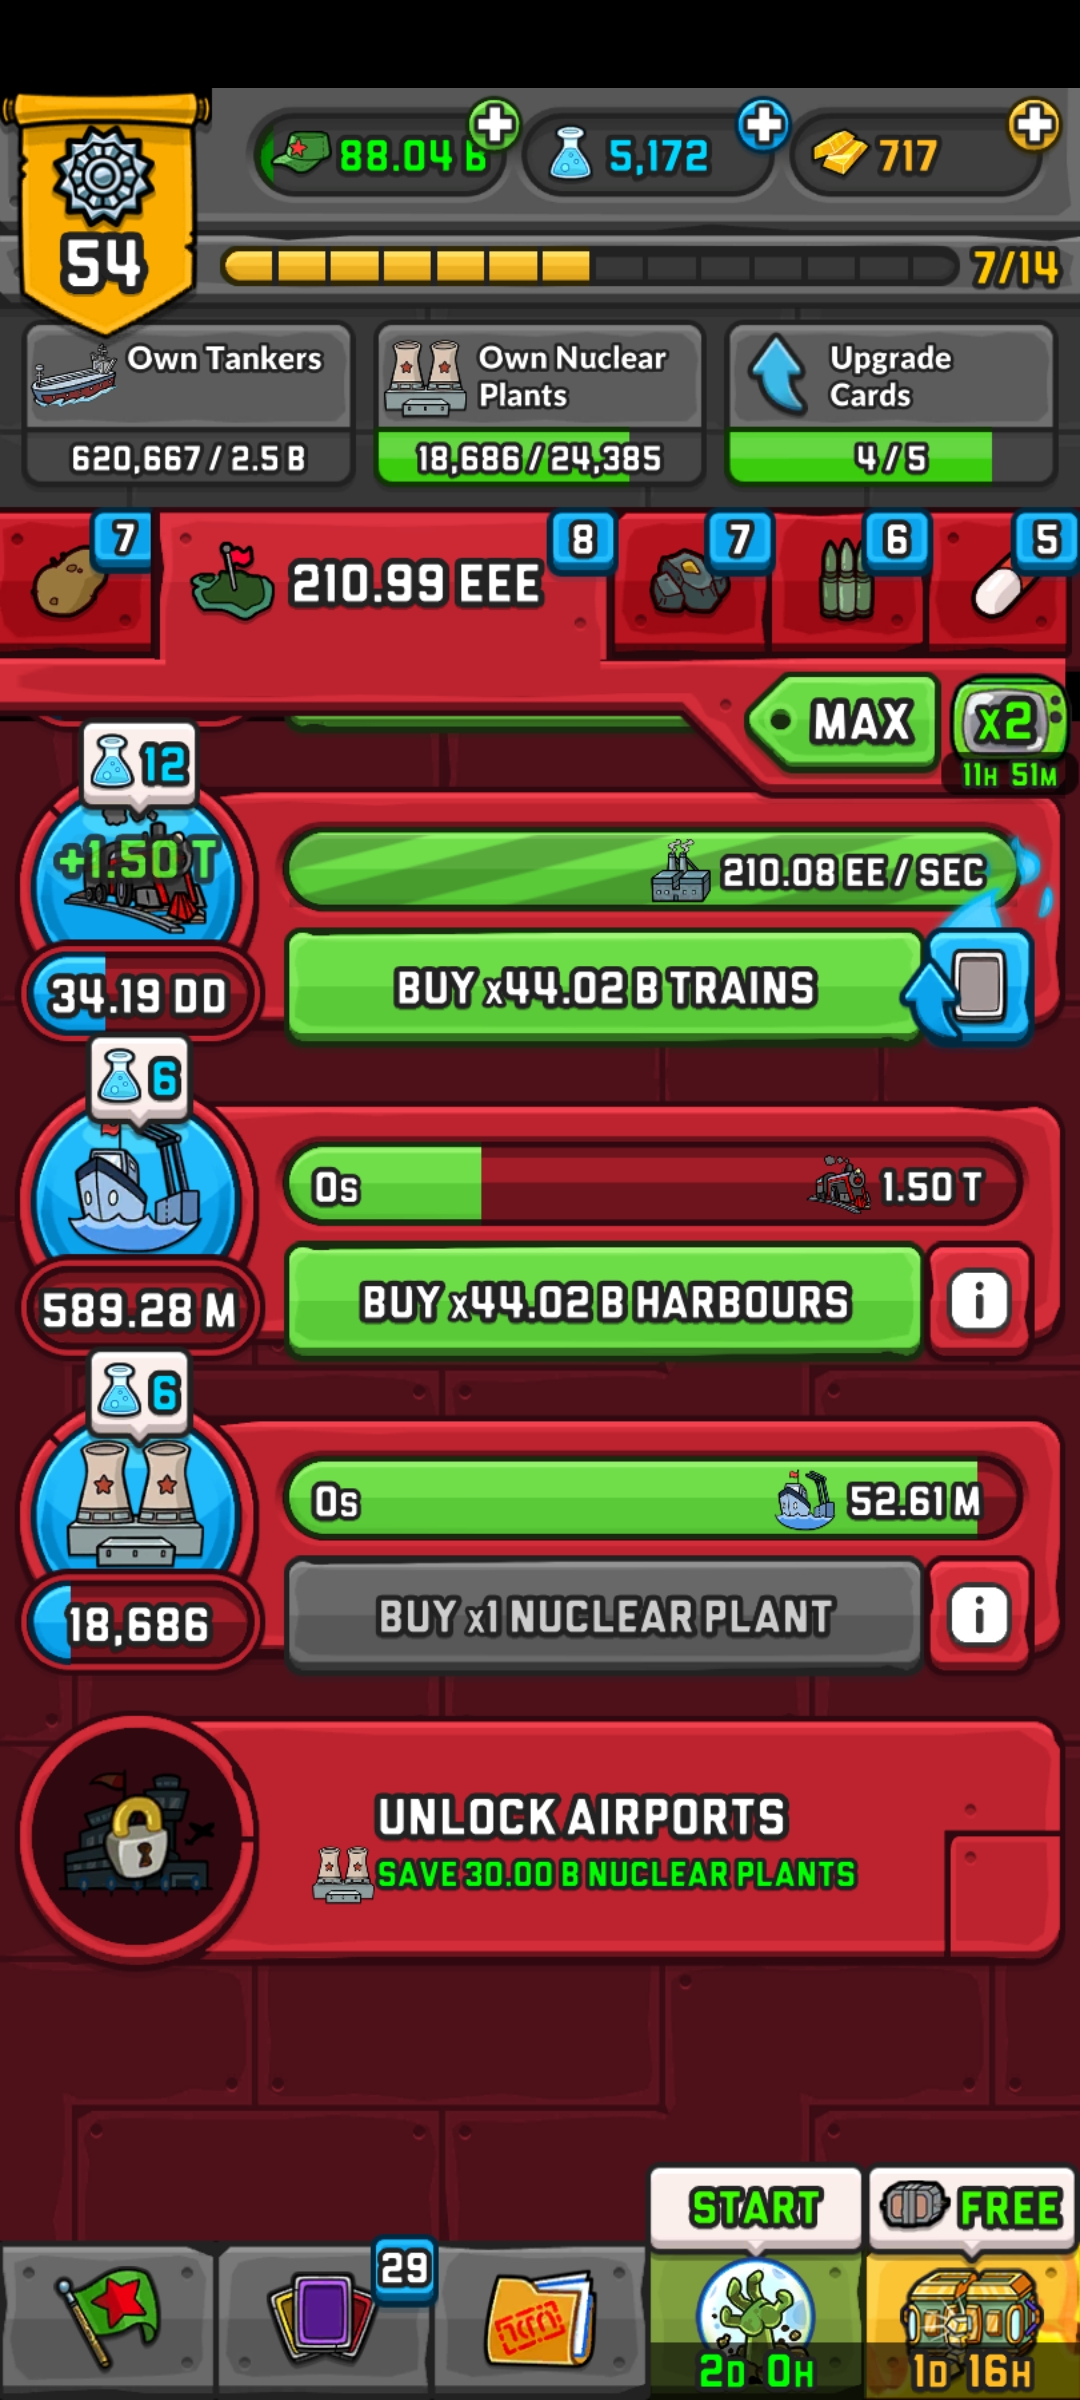 54
88.04 B
5,172
717
7/14
Own Tankers
620,667 / 2.5 B
Own Nuclear
Plants
18,686 / 24,385
Upgrade
Cards
4 / 5
7
210.99 EEE
8
7
6
5
MAX
x2
11H 51M
12
+1.50 T
210.08 EE / SEC
34.19 DD
BUY x44.02 B TRAINS
6
0s
1.50 T
589.28 M
BUY x44.02 B HARBOURS
i
6
0s
52.61 M
18,686
BUY x1 NUCLEAR PLANT
i
UNLOCK AIRPORTS
SAVE 30.00 B NUCLEAR PLANTS
START
FREE
29
2D 0H
1D 16H